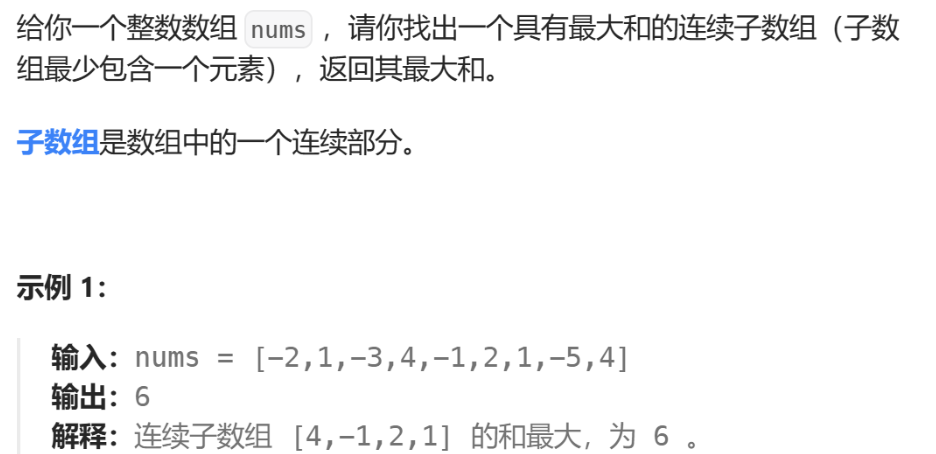 给你一个整数数组 nums ，请你找出一个具有最大和的连续子数组（子数
组最少包含一个元素），返回其最大和。
子数组是数组中的一个连续部分。
示例 1：
输入：nums = [-2,1,-3,4,-1,2,1,-5,4]
输出：6
解释：连续子数组 [4,-1,2,1] 的和最大，为 6 。